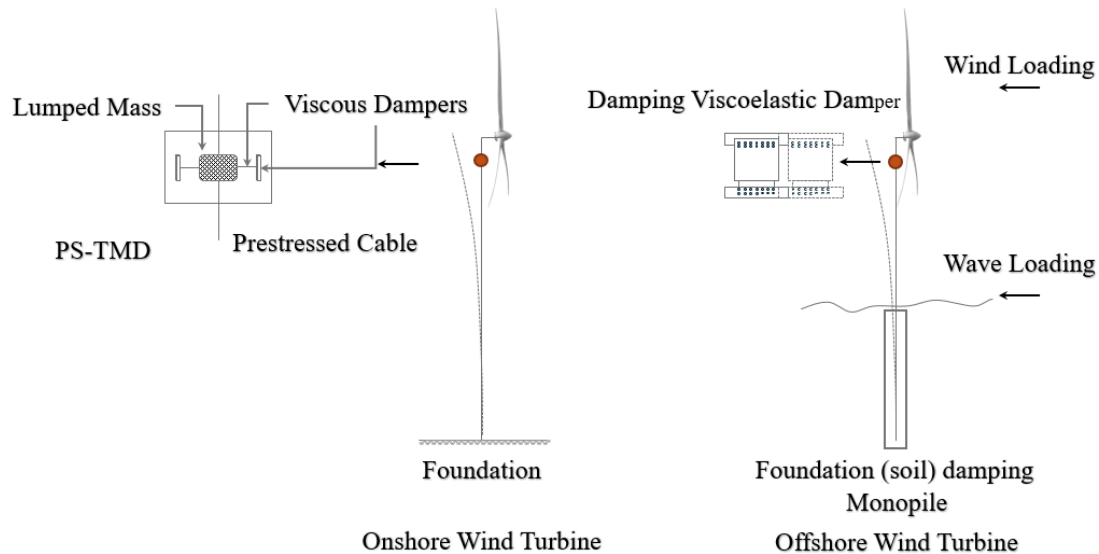 Lumped Mass
Viscous Dampers
PS-TMD
Prestressed Cable
Foundation
Onshore Wind Turbine
Wind Loading
Damping Viscoelastic Damper
Wave Loading
Foundation (soil) damping
Monopile
Offshore Wind Turbine